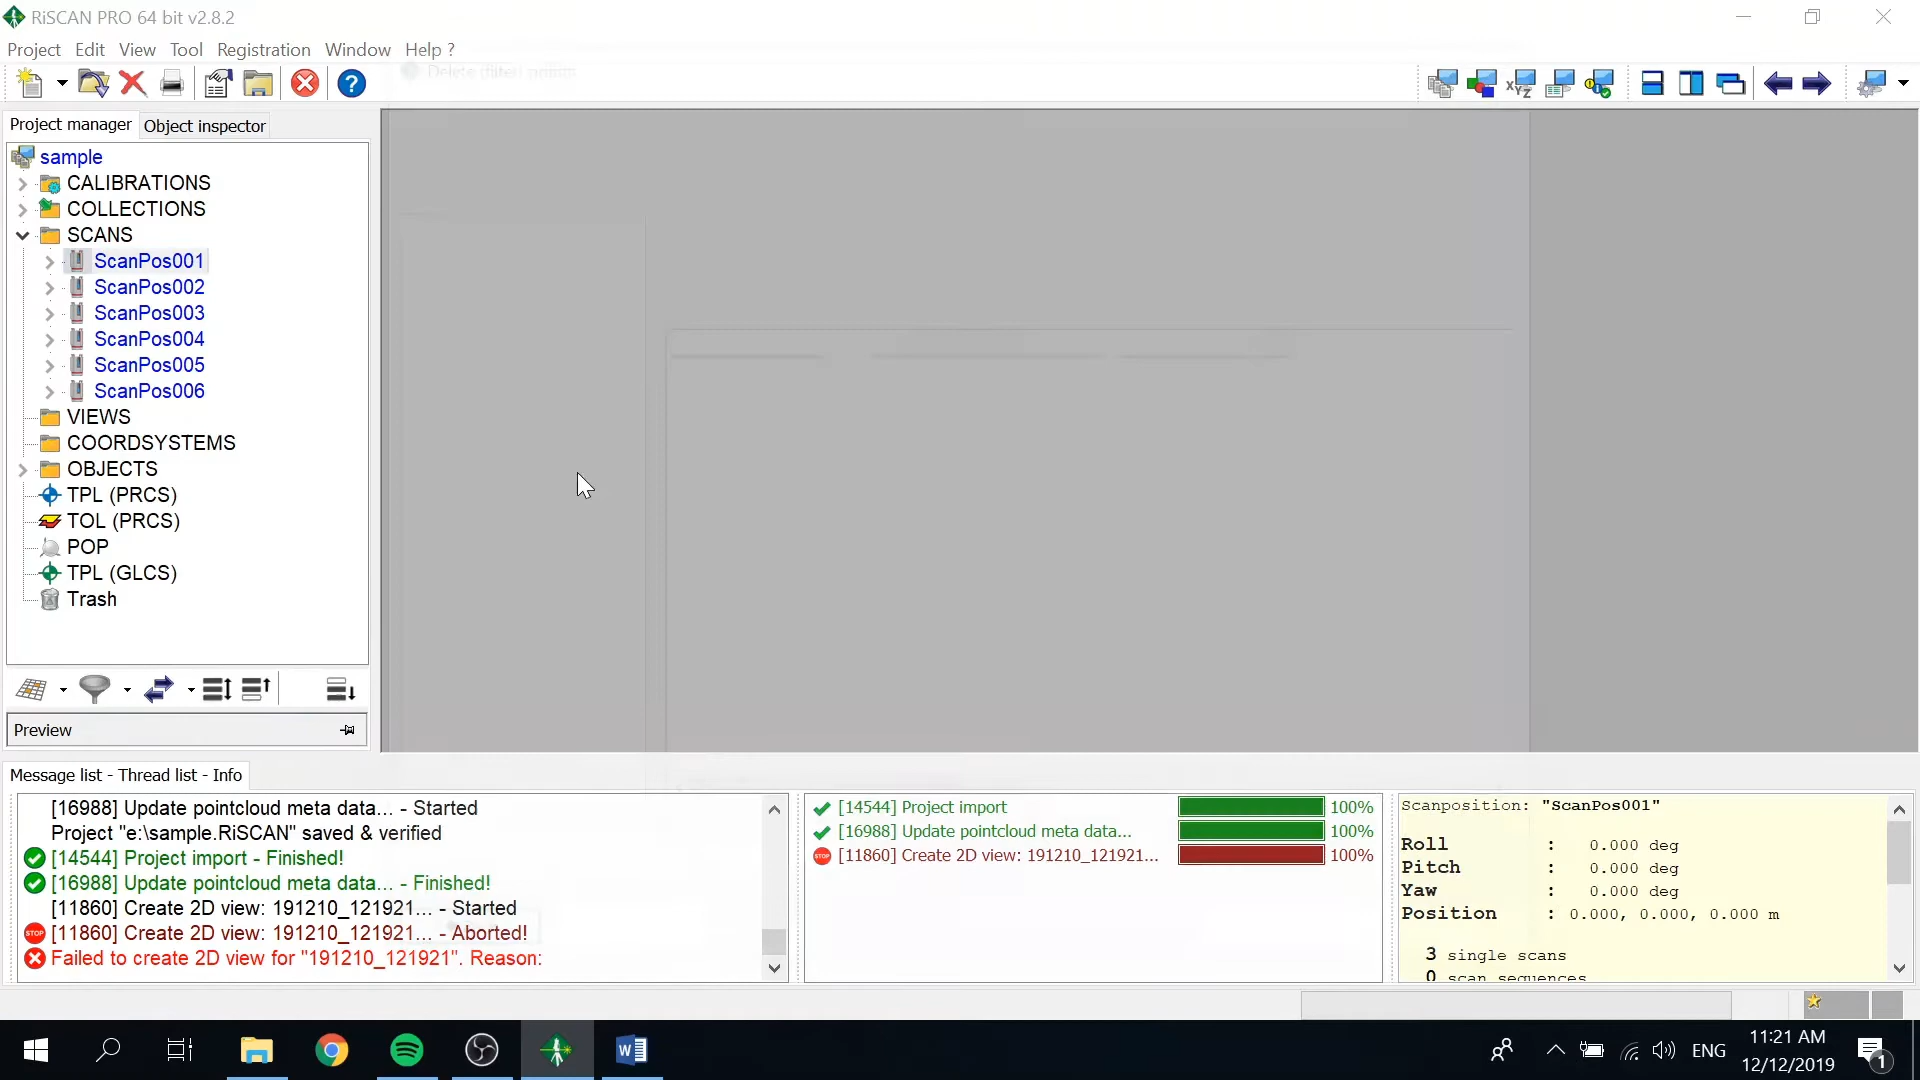 RiSCAN PRO 64 bit v2.8.2
Project Edit View Tool Registration Window Help ?
Delete (filter) points
XYZ
Project manager Object inspector
sample
CALIBRATIONS
COLLECTIONS
SCANS
ScanPos001
ScanPos002
ScanPos003
ScanPos004
ScanPos005
ScanPos006
VIEWS
COORDSYSTEMS
OBJECTS
TPL (PRCS)
TOL (PRCS)
POP
TPL (GLCS)
Trash
Preview
Message list - Thread list - Info
[16988] Update pointcloud meta data... - Started
Project "e:\sample.RiSCAN" saved & verified
[14544] Project import - Finished!
[16988] Update pointcloud meta data... - Finished!
[11860] Create 2D view: 191210_121921... - Started
STOP [11860] Create 2D view: 191210_121921... - Aborted!
Failed to create 2D view for "191210_121921". Reason:
[14544] Project import 100%
[16988] Update pointcloud meta data... 100%
STOP [11860] Create 2D view: 191210_121921... 100%
Scanposition: "ScanPos001"
Roll : 0.000 deg
Pitch : 0.000 deg
Yaw : 0.000 deg
Position : 0.000, 0.000, 0.000 m
3 single scans
0 scan sequences
W
ENG
11:21 AM
12/12/2019
1